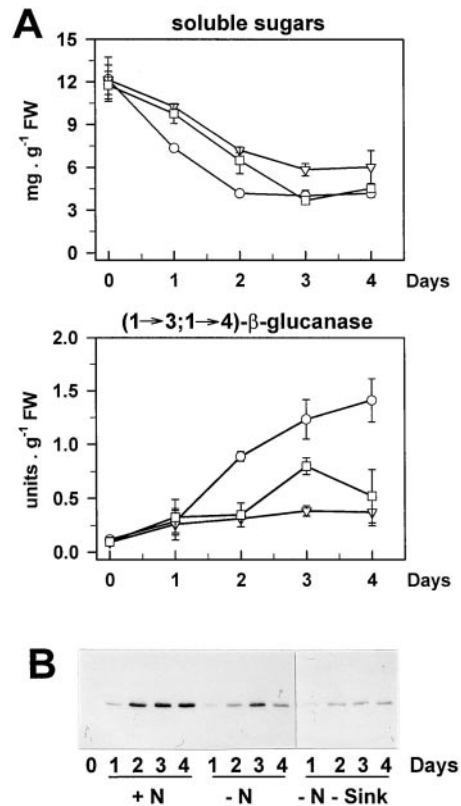 A
soluble sugars
15
12
9
6
3
0
mg . g-1 FW
0 1 2 3 4 Days
(1→3;1→4)-β-glucanase
2.0
1.5
1.0
0.5
0.0
units . g-1 FW
0 1 2 3 4 Days
B
0 1 2 3 4 1 2 3 4 1 2 3 4 Days
+ N - N - N - Sink